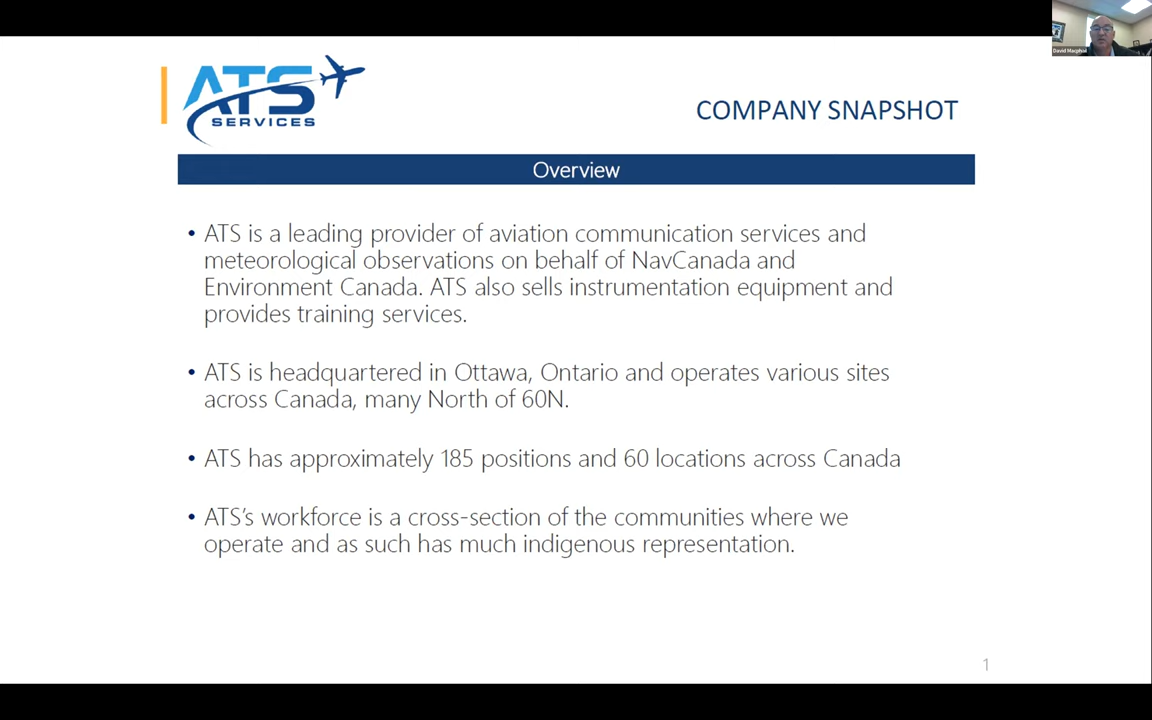 David Macphail
ATS
SERVICES
COMPANY SNAPSHOT
Overview
• ATS is a leading provider of aviation communication services and
meteorological observations on behalf of NavCanada and
Environment Canada. ATS also sells instrumentation equipment and
provides training services.
• ATS is headquartered in Ottawa, Ontario and operates various sites
across Canada, many North of 60N.
• ATS has approximately 185 positions and 60 locations across Canada
• ATS’s workforce is a cross-section of the communities where we
operate and as such has much indigenous representation.
1